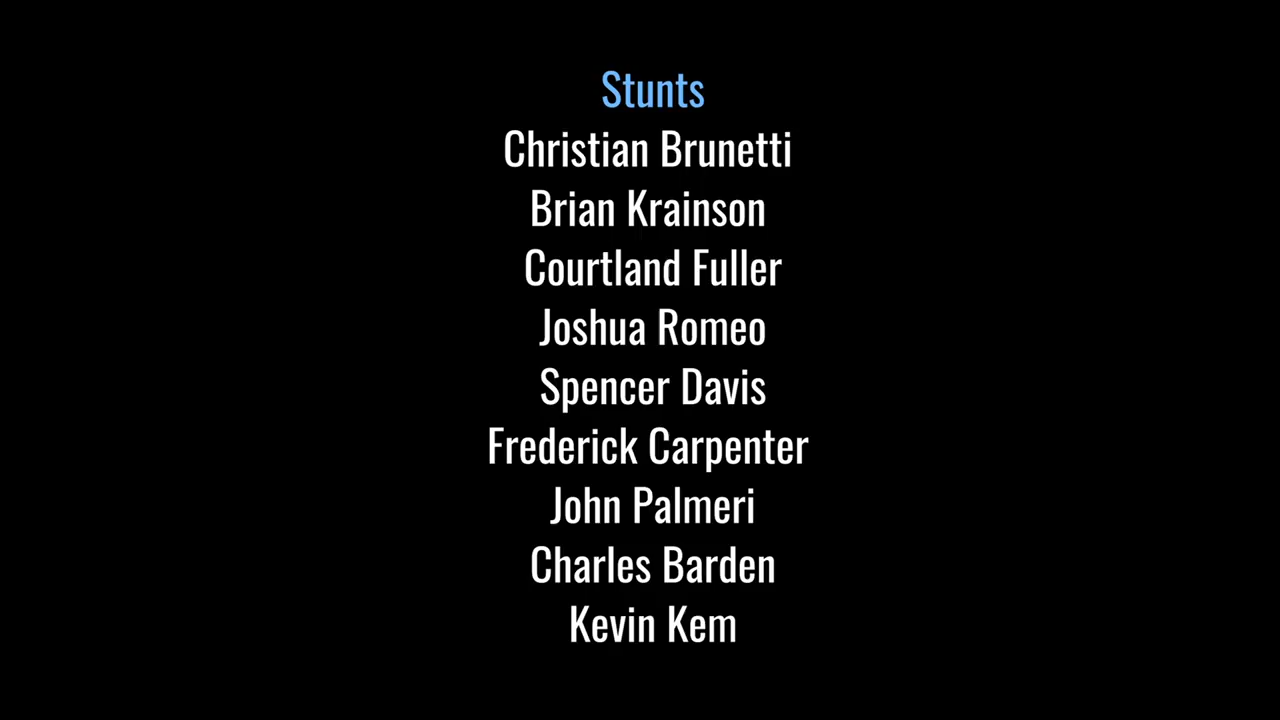 Stunts
Christian Brunetti
Brian Krainson
Courtland Fuller
Joshua Romeo
Spencer Davis
Frederick Carpenter
John Palmeri
Charles Barden
Kevin Kem